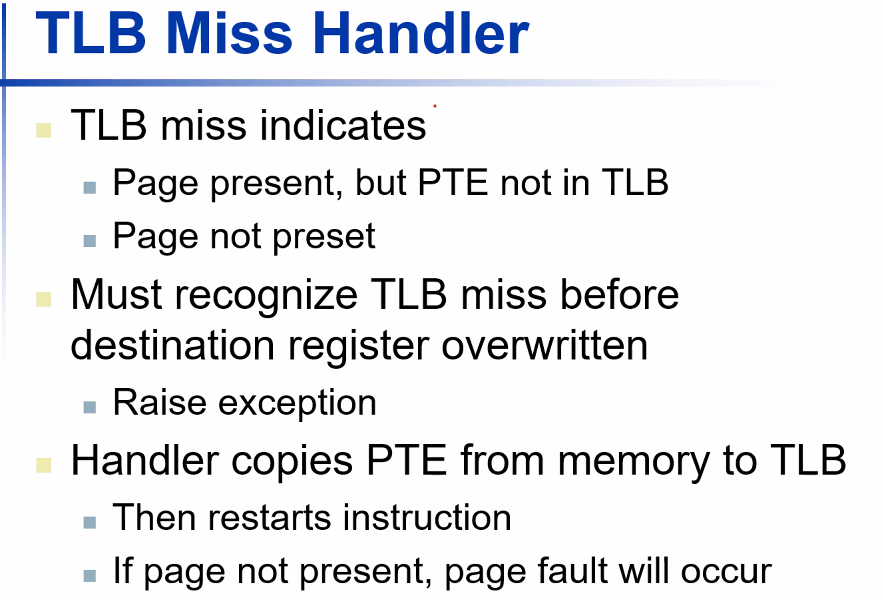 TLB Miss Handler
TLB miss indicates
Page present, but PTE not in TLB
Page not preset
Must recognize TLB miss before
destination register overwritten
Raise exception
Handler copies PTE from memory to TLB
Then restarts instruction
If page not present, page fault will occur